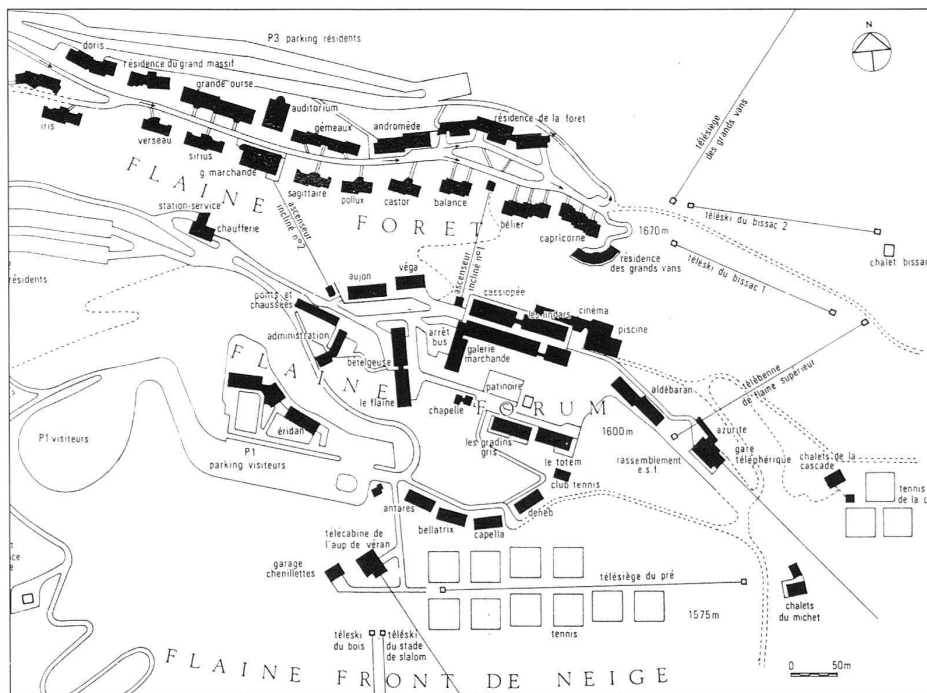 P3 parking résidents
N
doris
résidence du grand massif
grande ourse
auditorium
gémeaux
andromède
résidence de la foret
télésiège
des grands vans
iris
verseau
sirius
g. marchande
sagittaire
pollux
castor
balance
bélier
capricorne
1670 m
téléski du bissac 2
chalet bissac
FLAINE
FORET
station-service
chaufferie
ascenseur
incliné n°2
ascenseur
incliné n°1
résidence
des grands vans
téléski du bissac 1
résidents
aujon
véga
cassiopée
les lindars
cinéma
piscine
ponts et
chaussées
administration
bételgeuse
arrêt
bus
galerie
marchande
télébenne
de flaine supérieur
FLAINE
FORUM
le flaine
chapelle
patinoire
©
aldébaran
1600 m
azurite
gare
téléphérique
P1 visiteurs
éridan
P1
parking visiteurs
les gradins
gris
le totem
club tennis
rassemblement
e.s.f.
chalets de la
cascade
tennis
de la c
antares
bellatrix
capella
deneb
télécabine de
l'aup de véran
garage
chenillettes
télésiège du pré
1575 m
tennis
chalets
du michet
téleski
du bois
téléski
du stade
de slalom
FLAINE FRONT DE NEIGE
0 50m